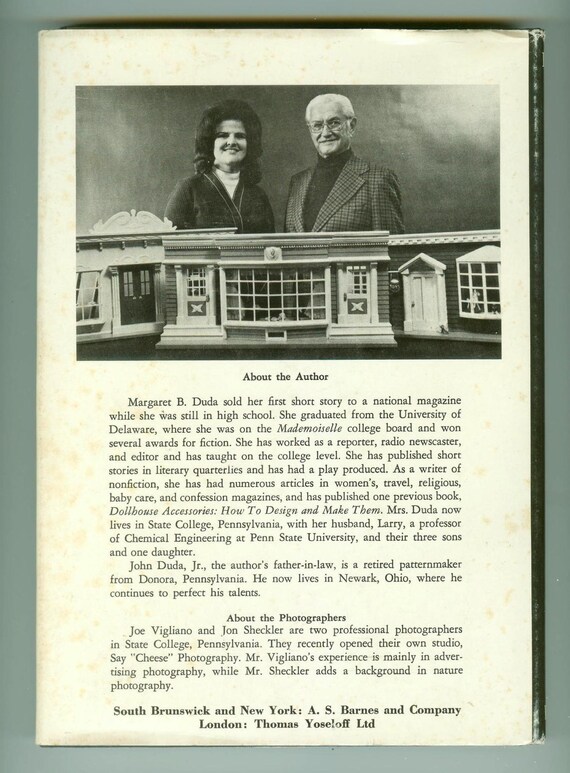 About the Author
Margaret B. Duda sold her first short story to a national magazine
while she was still in high school. She graduated from the University of
Delaware, where she was on the Mademoiselle college board and won
several awards for fiction. She has worked as a reporter, radio newscaster,
and editor and has taught on the college level. She has published short
stories in literary quarterlies and has had a play produced. As a writer of
nonfiction, she has had numerous articles in women's, travel, religious,
baby care, and confession magazines, and has published one previous book,
Dollhouse Accessories: How To Design and Make Them. Mrs. Duda now
lives in State College, Pennsylvania, with her husband, Larry, a professor
of Chemical Engineering at Penn State University, and their three sons
and one daughter.
John Duda, Jr., the author's father-in-law, is a retired patternmaker
from Donora, Pennsylvania. He now lives in Newark, Ohio, where he
continues to perfect his talents.
About the Photographers
Joe Vigliano and Jon Sheckler are two professional photographers
in State College, Pennsylvania. They recently opened their own studio,
Say "Cheese" Photography. Mr. Vigliano's experience is mainly in adver-
tising photography, while Mr. Sheckler adds a background in nature
photography.
South Brunswick and New York: A. S. Barnes and Company
London: Thomas Yoseloff Ltd